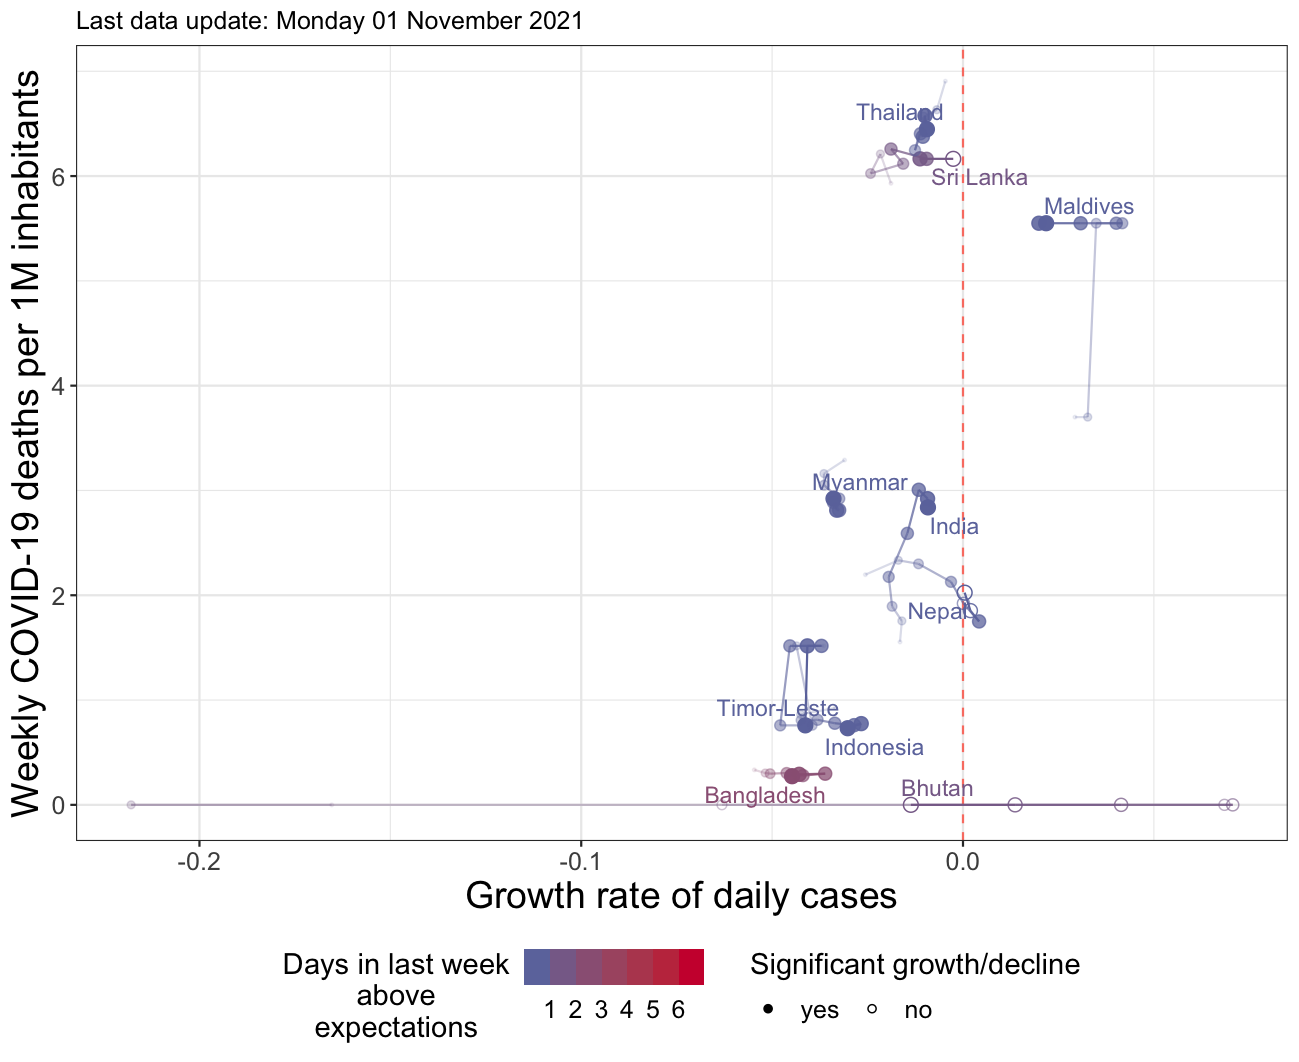 Last data update: Monday 01 November 2021
Weekly COVID-19 deaths per 1M inhabitants
6
4
2
0
Thailand
Sri Lanka
Maldives
Myanmar
India
Nepal
Timor-Leste
Indonesia
Bangladesh
Bhutan
-0.2
-0.1
0.0
Growth rate of daily cases
Days in last week
above
expectations
1 2 3 4 5 6
Significant growth/decline
yes
no